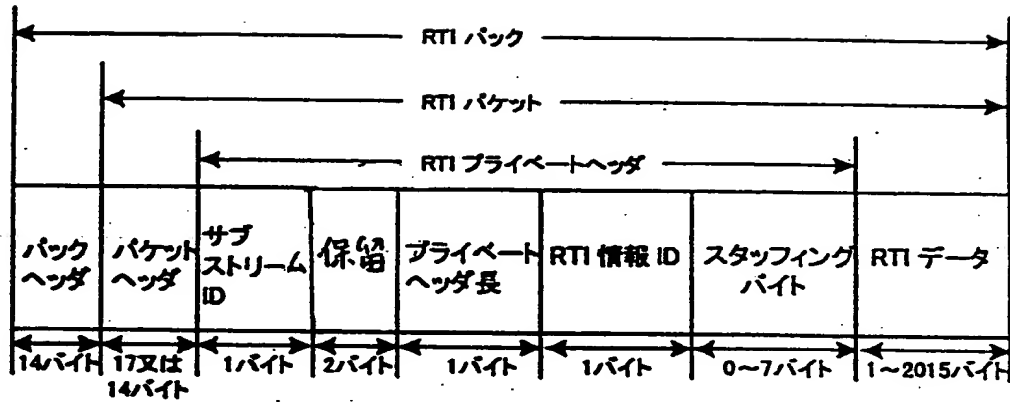 RTI パック
RTI パケット
RTI プライベートヘッダ
パック
ヘッダ
パケット
ヘッダ
サブ
ストリーム
ID
保留
プライベート
ヘッダ長
RTI 情報 ID
スタッフィング
バイト
RTI データ
14バイト
17又は
14バイト
1バイト
2バイト
1バイト
1バイト
0～7バイト
1～2015バイト